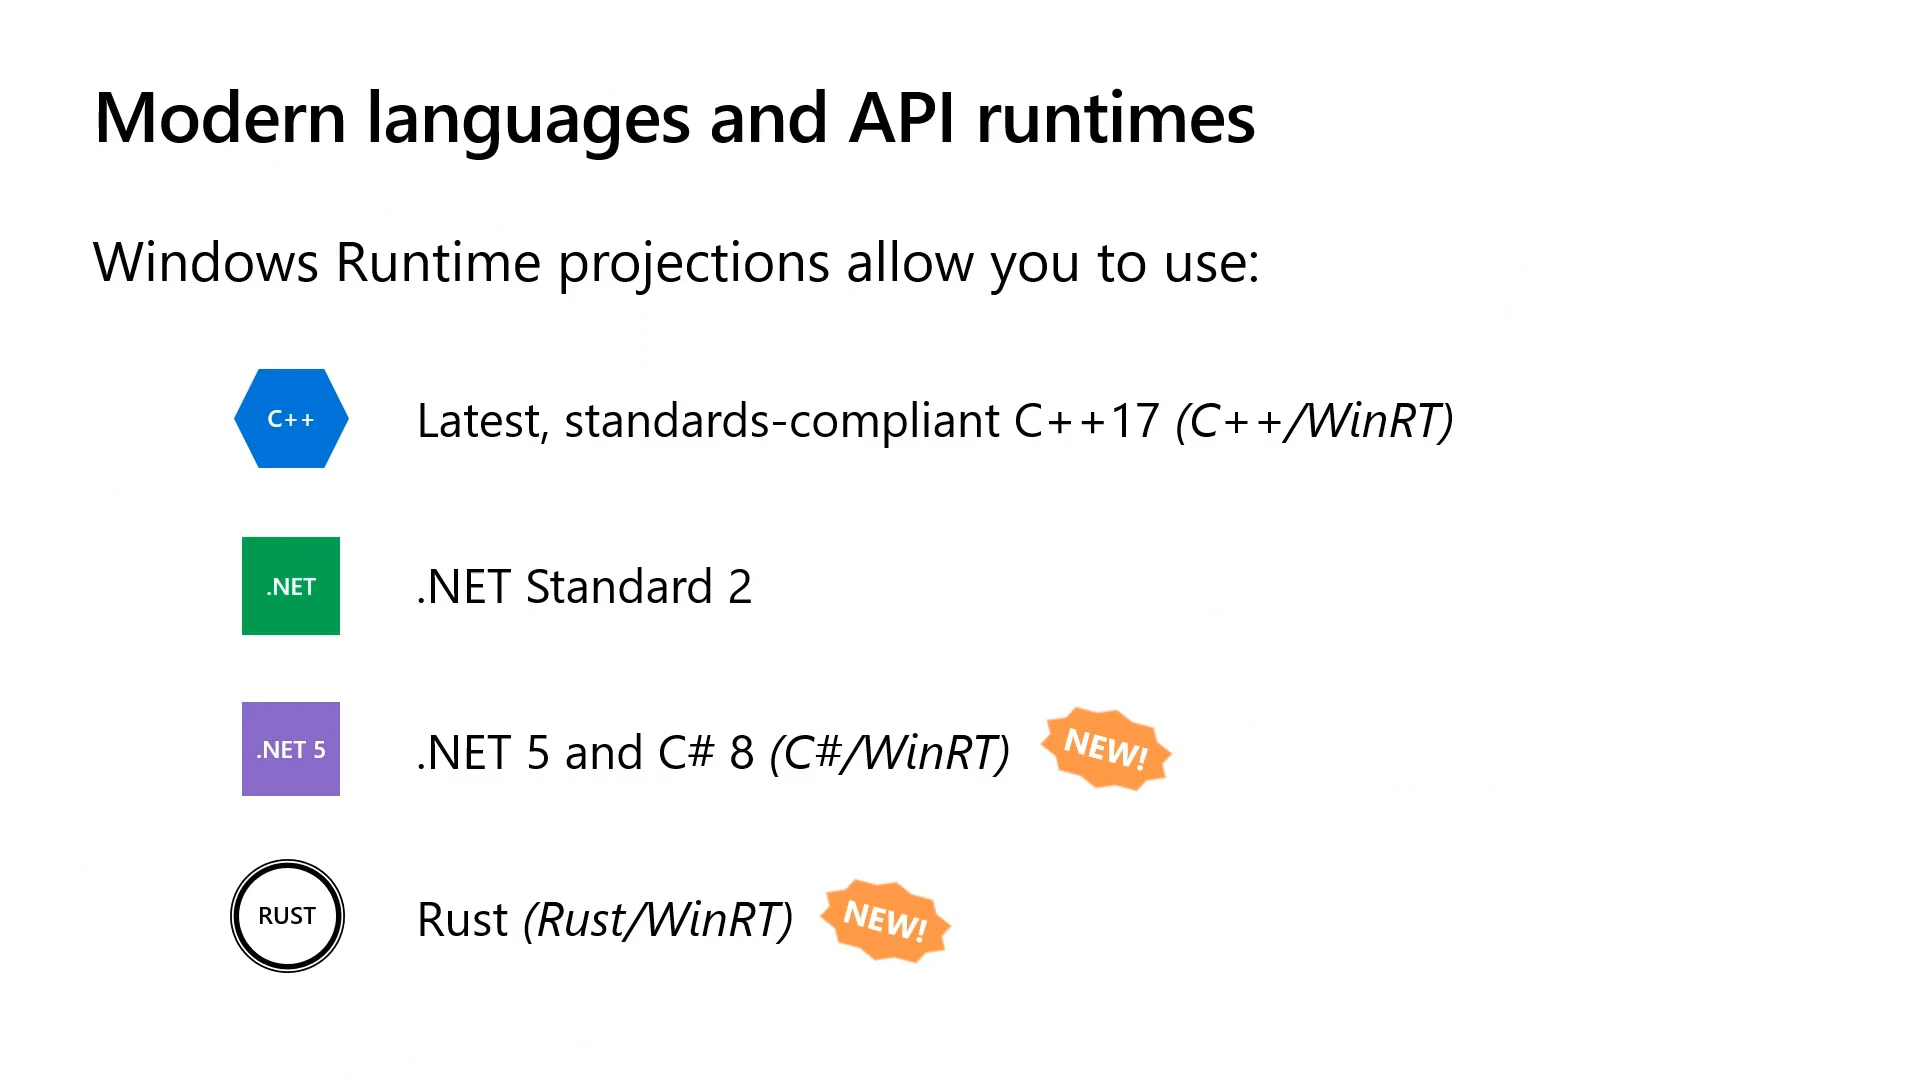 Modern languages and API runtimes
Windows Runtime projections allow you to use:
C++
Latest, standards-compliant C++17 (C++/WinRT)
.NET
.NET Standard 2
.NET 5
.NET 5 and C# 8 (C#/WinRT)
NEW!
RUST
Rust (Rust/WinRT)
NEW!